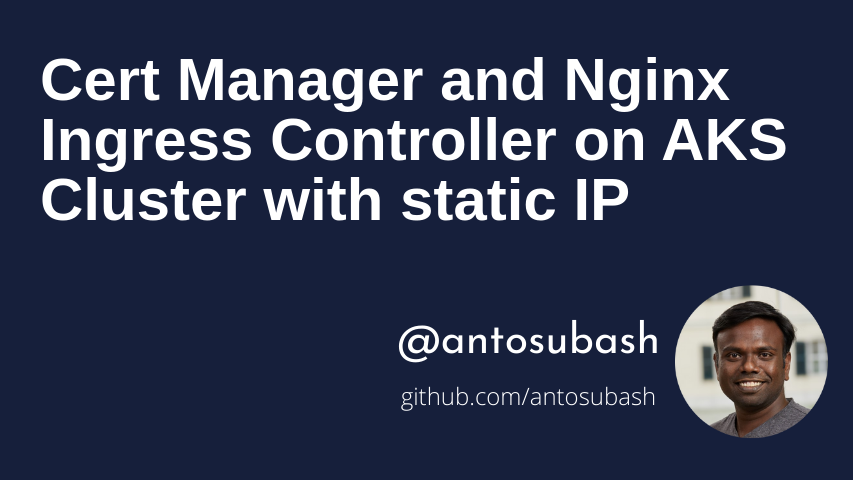 Cert Manager and Nginx
Ingress Controller on AKS
Cluster with static IP
@antosubash
github.com/antosubash